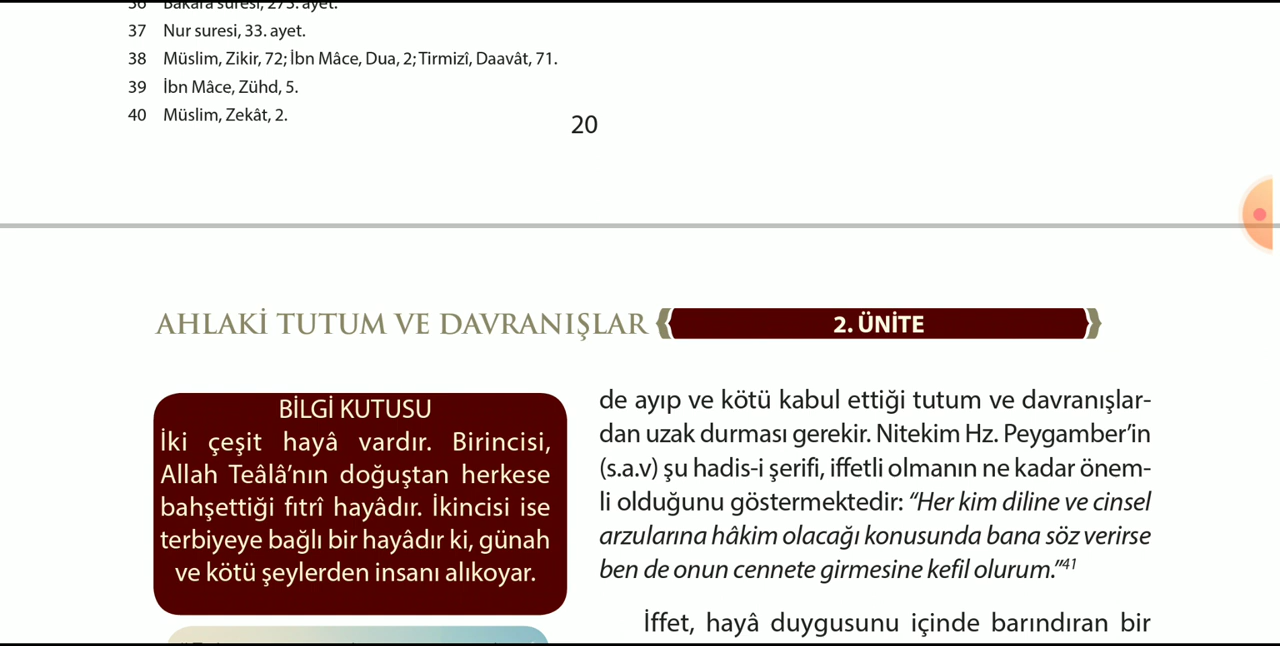 36 Bakara suresi, 273. ayet.
37 Nur suresi, 33. ayet.
38 Müslim, Zikir, 72; İbn Mâce, Dua, 2; Tirmizî, Daavât, 71.
39 İbn Mâce, Zühd, 5.
40 Müslim, Zekât, 2.
20
AHLAKİ TUTUM VE DAVRANIŞLAR
2. ÜNİTE
BİLGİ KUTUSU
İki çeşit hayâ vardır. Birincisi,
Allah Teâlâ’nın doğuştan herkese
bahşettiği fıtrî hayâdır. İkincisi ise
terbiyeye bağlı bir hayâdır ki, günah
ve kötü şeylerden insanı alıkoyar.
de ayıp ve kötü kabul ettiği tutum ve davranışlar-
dan uzak durması gerekir. Nitekim Hz. Peygamber’in
(s.a.v) şu hadis-i şerifi, iffetli olmanın ne kadar önem-
li olduğunu göstermektedir: “Her kim diline ve cinsel
arzularına hâkim olacağı konusunda bana söz verirse
ben de onun cennete girmesine kefil olurum.”41
İffet, hayâ duygusunu içinde barındıran bir